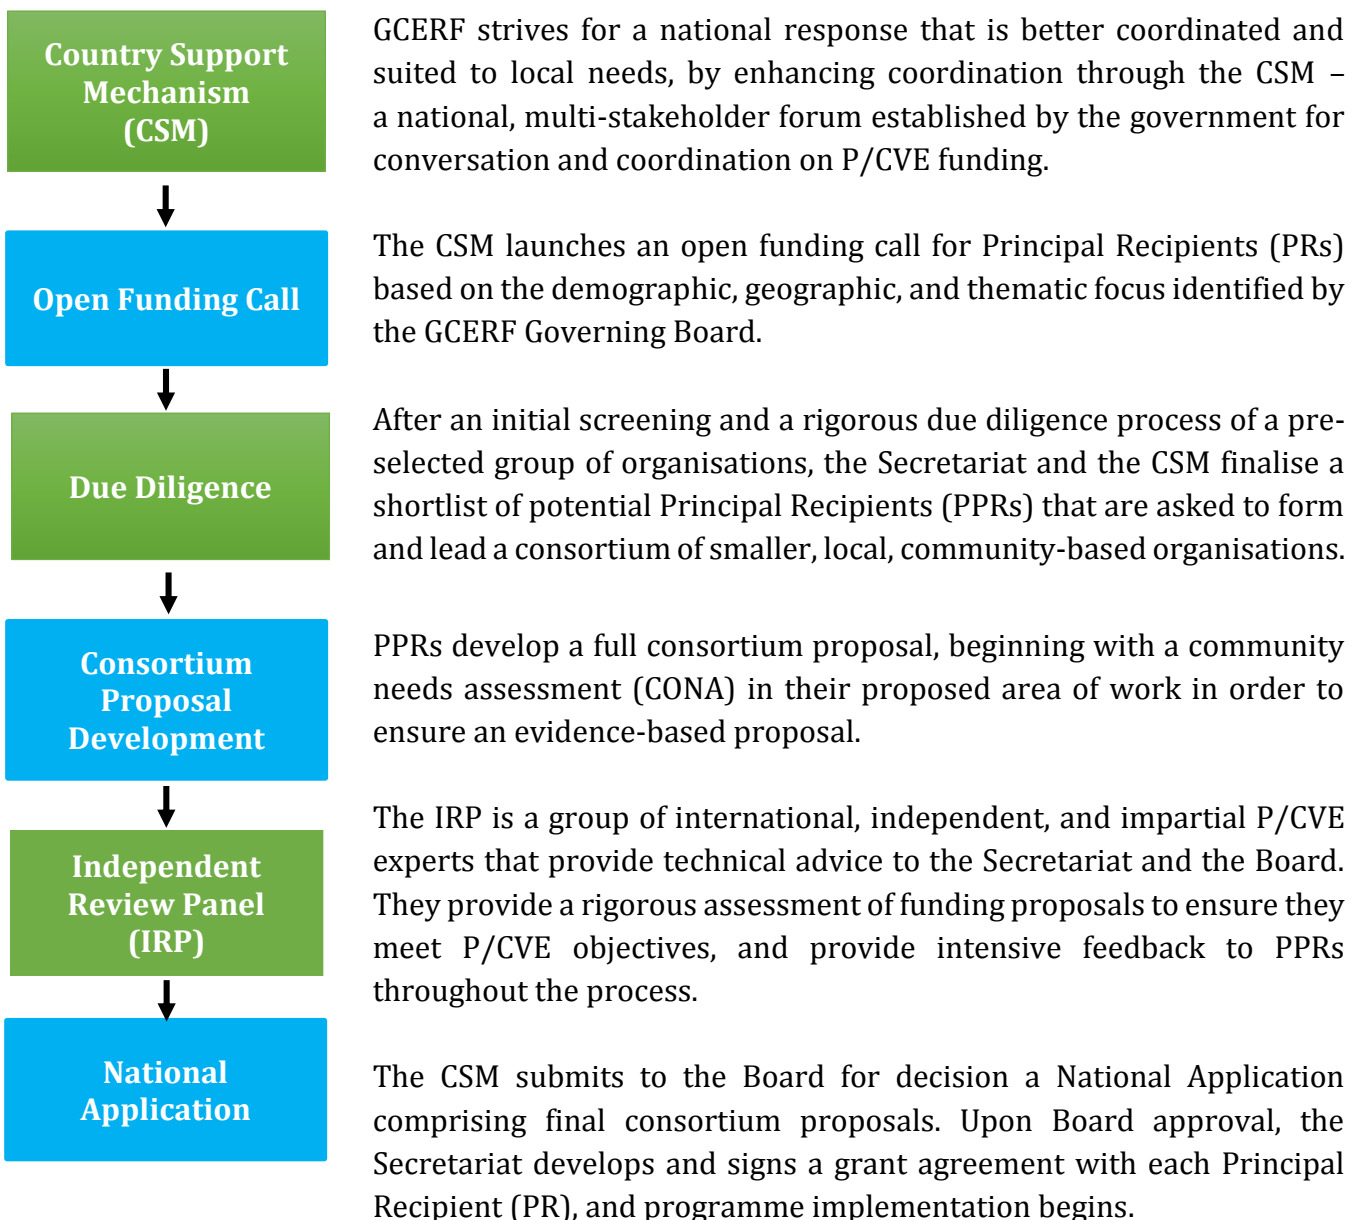 Country Support
Mechanism
(CSM)
GCERF strives for a national response that is better coordinated and
suited to local needs, by enhancing coordination through the CSM –
a national, multi-stakeholder forum established by the government for
conversation and coordination on P/CVE funding.
Open Funding Call
The CSM launches an open funding call for Principal Recipients (PRs)
based on the demographic, geographic, and thematic focus identified by
the GCERF Governing Board.
Due Diligence
After an initial screening and a rigorous due diligence process of a pre-
selected group of organisations, the Secretariat and the CSM finalise a
shortlist of potential Principal Recipients (PPRs) that are asked to form
and lead a consortium of smaller, local, community-based organisations.
Consortium
Proposal
Development
PPRs develop a full consortium proposal, beginning with a community
needs assessment (CONA) in their proposed area of work in order to
ensure an evidence-based proposal.
Independent
Review Panel
(IRP)
The IRP is a group of international, independent, and impartial P/CVE
experts that provide technical advice to the Secretariat and the Board.
They provide a rigorous assessment of funding proposals to ensure they
meet P/CVE objectives, and provide intensive feedback to PPRs
throughout the process.
National
Application
The CSM submits to the Board for decision a National Application
comprising final consortium proposals. Upon Board approval, the
Secretariat develops and signs a grant agreement with each Principal
Recipient (PR), and programme implementation begins.